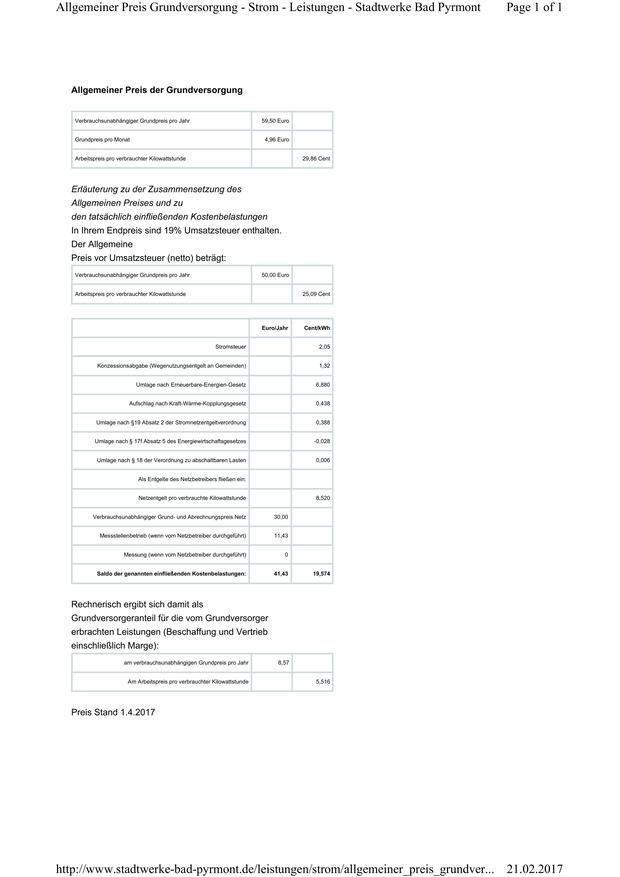 Allgemeiner Preis Grundversorgung - Strom - Leistungen - Stadtwerke Bad Pyrmont Page 1 of 1
Allgemeiner Preis der Grundversorgung
Verbrauchsunabhängiger Grundpreis pro Jahr 59,50 Euro
Grundpreis pro Monat 4,96 Euro
Arbeitspreis pro verbrauchter Kilowattstunde 29,86 Cent
Erläuterung zu der Zusammensetzung des
Allgemeinen Preises und zu
den tatsächlich einfließenden Kostenbelastungen
In Ihrem Endpreis sind 19% Umsatzsteuer enthalten.
Der Allgemeine
Preis vor Umsatzsteuer (netto) beträgt:
Verbrauchsunabhängiger Grundpreis pro Jahr 50,00 Euro
Arbeitspreis pro verbrauchter Kilowattstunde 25,09 Cent
Euro/Jahr Cent/kWh
Stromsteuer 2,05
Konzessionsabgabe (Wegenutzungsentgelt an Gemeinden) 1,32
Umlage nach Erneuerbare-Energien-Gesetz 6,880
Aufschlag nach Kraft-Wärme-Kopplungsgesetz 0,438
Umlage nach §19 Absatz 2 der Stromnetzentgeltverordnung 0,388
Umlage nach § 17f Absatz 5 des Energiewirtschaftsgesetzes -0,028
Umlage nach § 18 der Verordnung zu abschaltbaren Lasten 0,006
Als Entgelte des Netzbetreibers fließen ein:
Netzentgelt pro verbrauchte Kilowattstunde 8,520
Verbrauchsunabhängiger Grund- und Abrechnungspreis Netz 30,00
Messstellenbetrieb (wenn vom Netzbetreiber durchgeführt) 11,43
Messung (wenn vom Netzbetreiber durchgeführt) 0
Saldo der genannten einfließenden Kostenbelastungen: 41,43 19,574
Rechnerisch ergibt sich damit als
Grundversorgeranteil für die vom Grundversorger
erbrachten Leistungen (Beschaffung und Vertrieb
einschließlich Marge):
am verbrauchsunabhängigen Grundpreis pro Jahr 8,57
Am Arbeitspreis pro verbrauchter Kilowattstunde 5,516
Preis Stand 1.4.2017
http://www.stadtwerke-bad-pyrmont.de/leistungen/strom/allgemeiner_preis_grundver... 21.02.2017